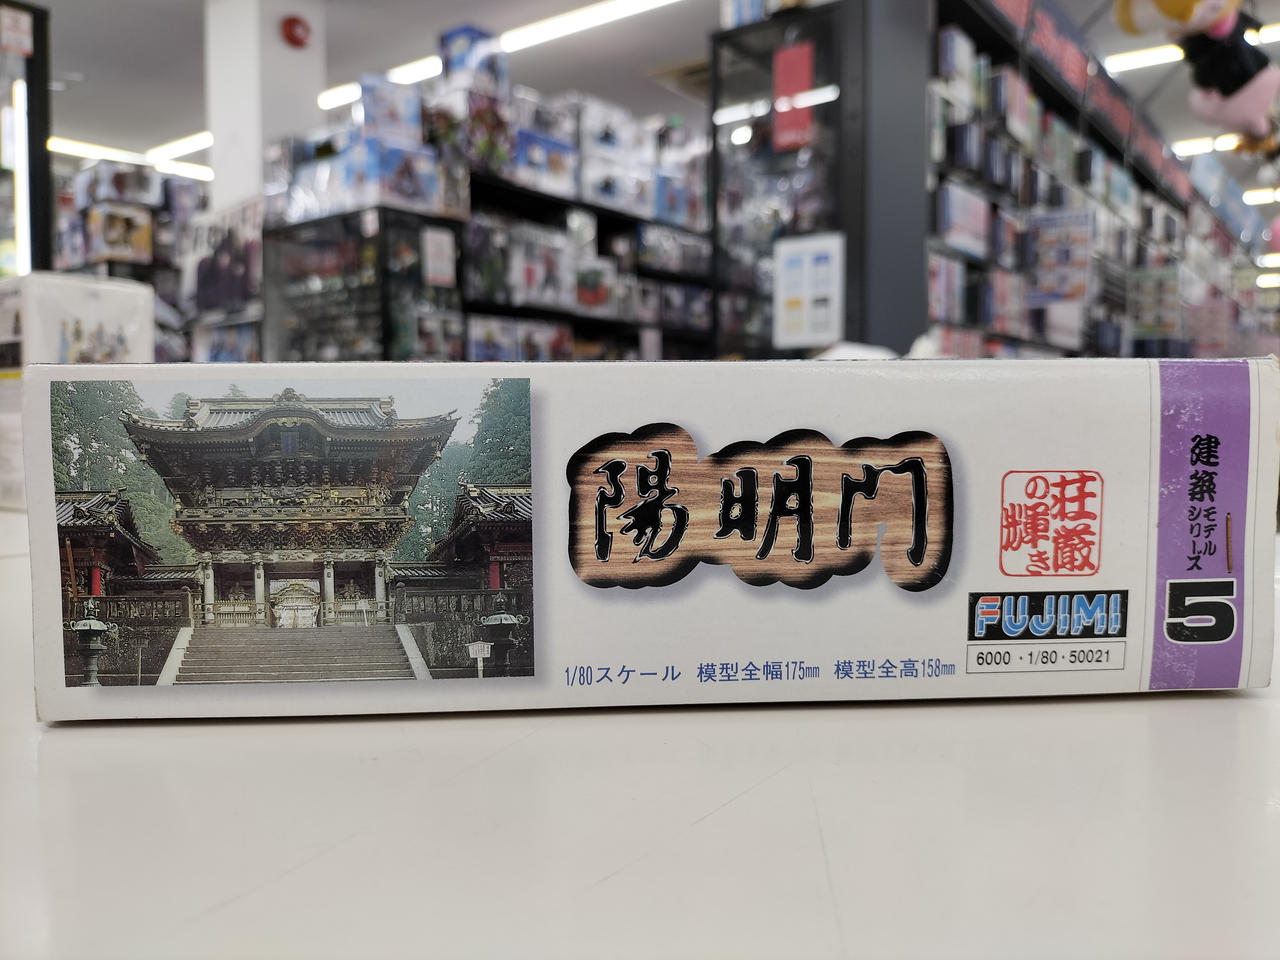 陽明門
荘厳
の輝き
FUJIMI
6000・1/80・50021
1/80スケール 模型全幅175mm 模型全高158mm
建築モデルシリーズ
5